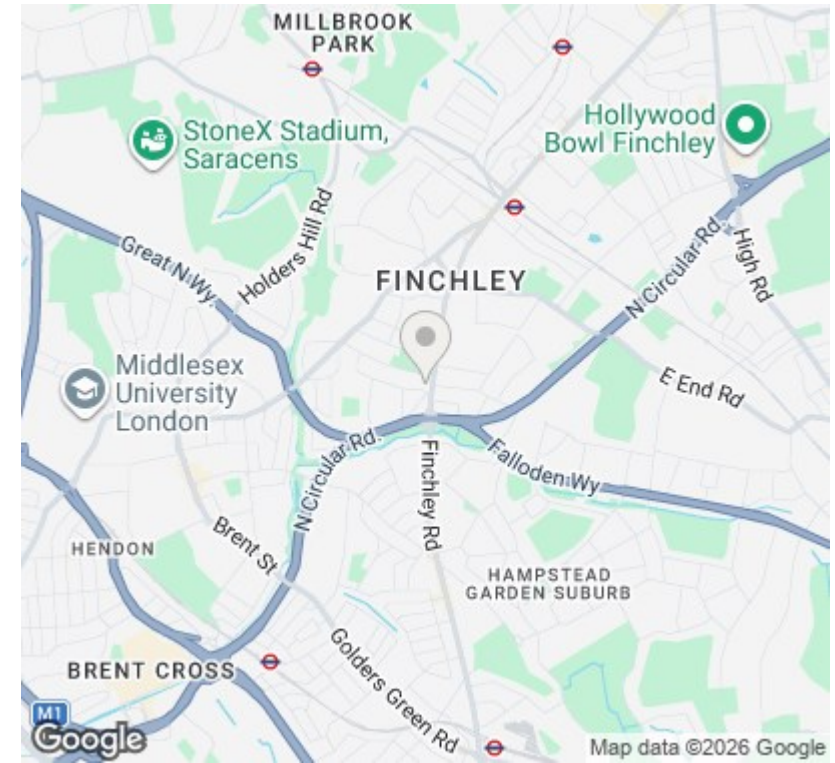 MILLBROOK
PARK
Hollywood
Bowl Finchley
StoneX Stadium,
Saracens
Holders Hill Rd
Great N Wy.
FINCHLEY
N Circular Rd
High Rd
Middlesex
University
London
E End Rd
N Circular Rd.
Finchley Rd
Falloden Wy
Brent St
HENDON
HAMPSTEAD
GARDEN SUBURB
Golders Green Rd
BRENT CROSS
M1
Google
Map data ©2026 Google